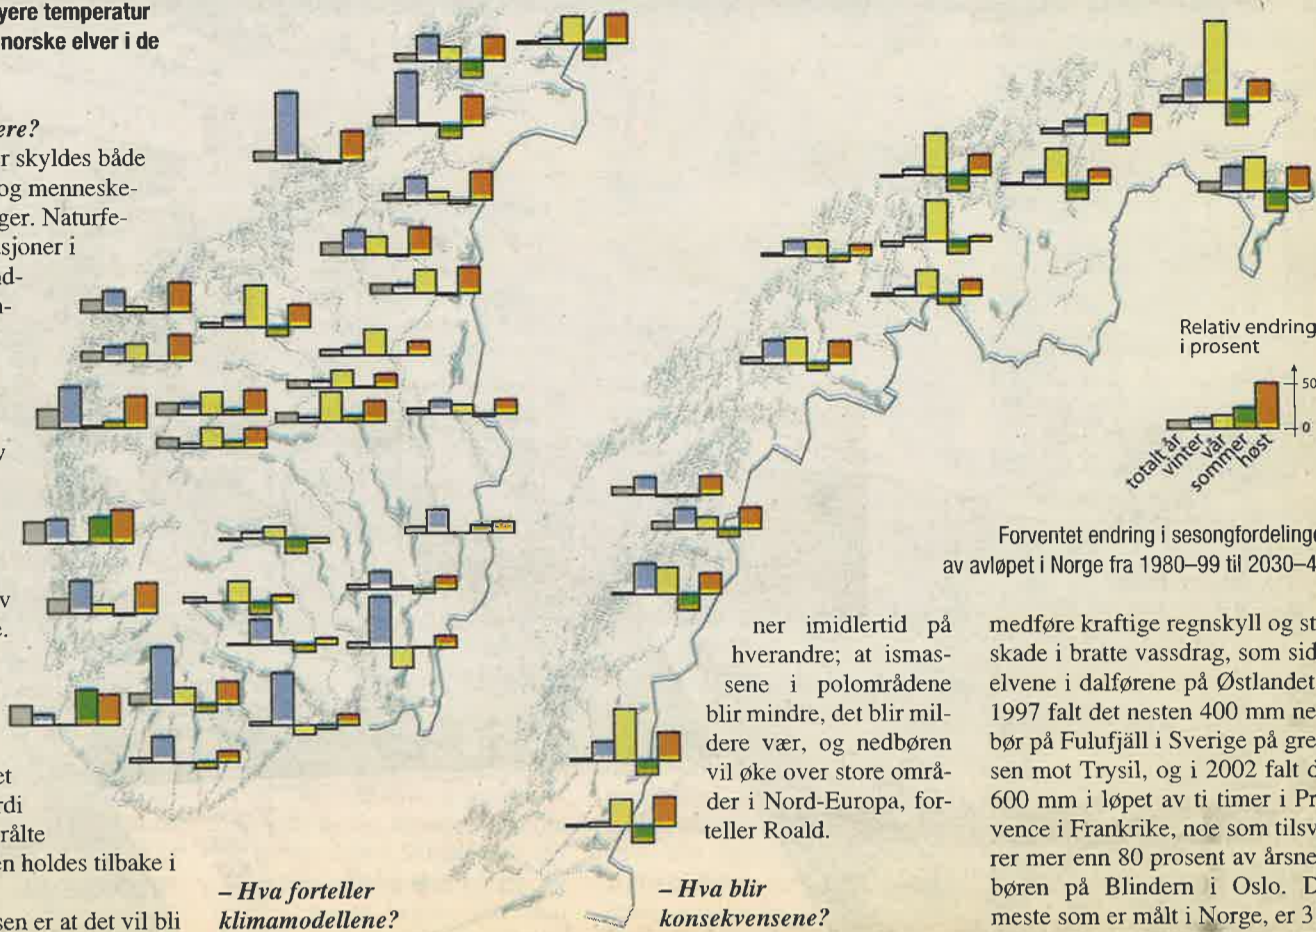 yere temperatur
norske elver i de
ere?
r skyldes både
og menneske-
ger. Naturfe-
asjoner i
nd-
n-
y
v
e.
et
rdi
rålte
en holdes tilbake i
sen er at det vil bli
– Hva forteller
klimamodellene?
ner imidlertid på
hverandre; at ismas-
sene i polområdene
blir mindre, det blir mil-
dere vær, og nedbøren
vil øke over store områ-
der i Nord-Europa, for-
teller Roald.
– Hva blir
konsekvensene?
Relativ endring
i prosent
50
0
totalt år
vinter
vår
sommer
høst
Forventet endring i sesongfordelinge
av avløpet i Norge fra 1980–99 til 2030–4
medføre kraftige regnskyll og st
skade i bratte vassdrag, som sid
elvene i dalførene på Østlandet
1997 falt det nesten 400 mm ne
bør på Fulufjäll i Sverige på gre
sen mot Trysil, og i 2002 falt d
600 mm i løpet av ti timer i Pr
vence i Frankrike, noe som tilsv
rer mer enn 80 prosent av årsne
børen på Blindern i Oslo. D
meste som er målt i Norge, er 3